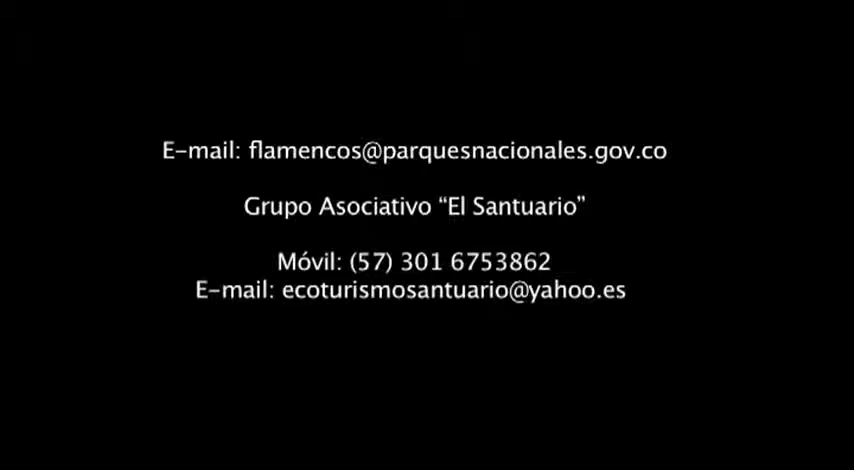 E-mail: flamencos@parquesnacionales.gov.co
Grupo Asociativo “El Santuario”
Móvil: (57) 301 6753862
E-mail: ecoturismosantuario@yahoo.es